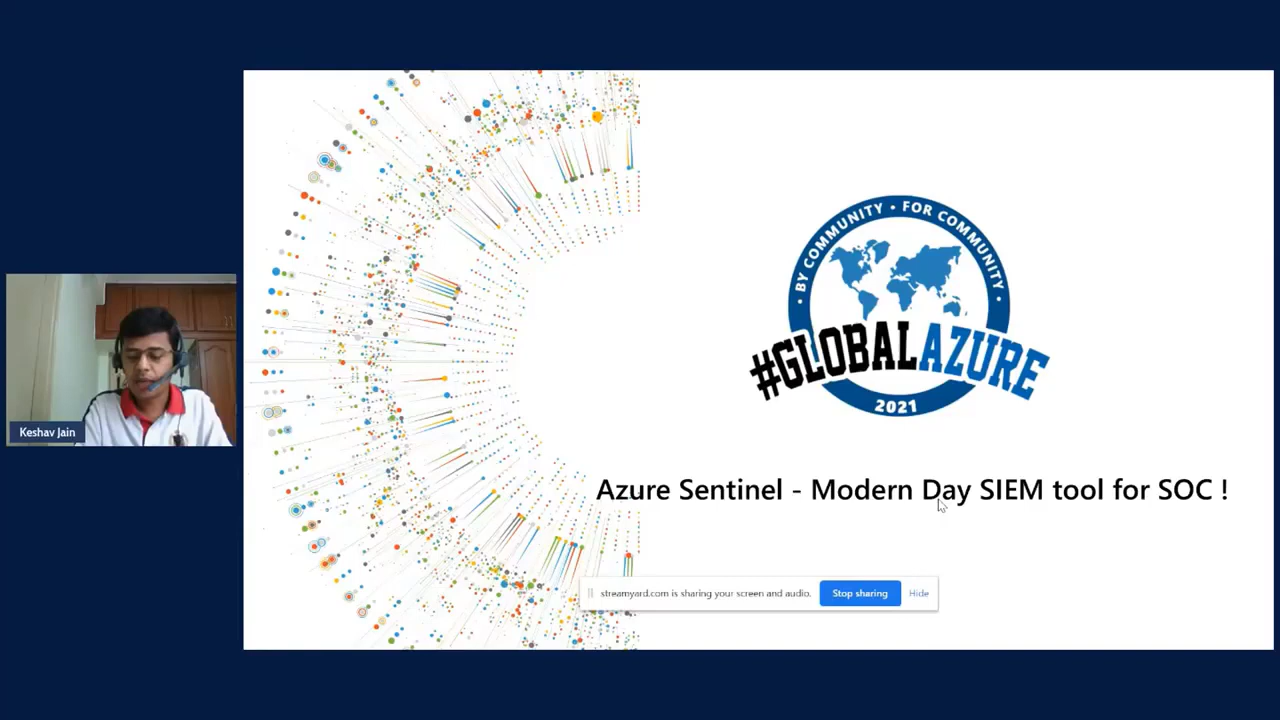 • BY COMMUNITY • FOR COMMUNITY •
#GLOBALAZURE
2021
Keshav Jain
Azure Sentinel - Modern Day SIEM tool for SOC !
streamyard.com is sharing your screen and audio.
Stop sharing
Hide